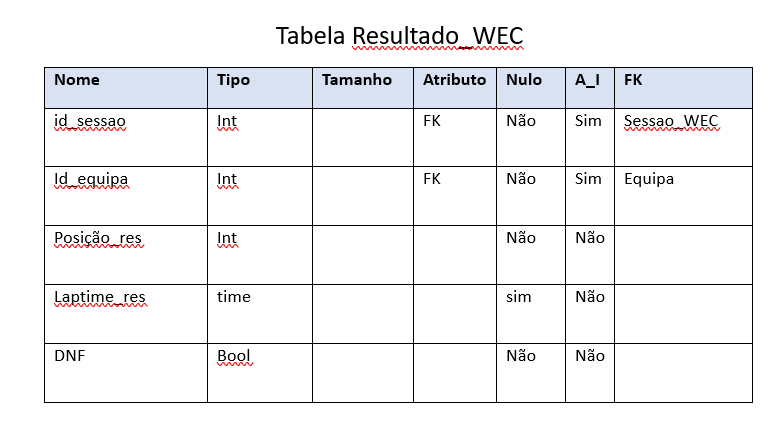 Tabela Resultado_WEC
Nome Tipo Tamanho Atributo Nulo A_I FK
id_sessao Int FK Não Sim Sessao_WEC
Id_equipa Int FK Não Sim Equipa
Posição_res Int Não Não
Laptime_res time sim Não
DNF Bool Não Não